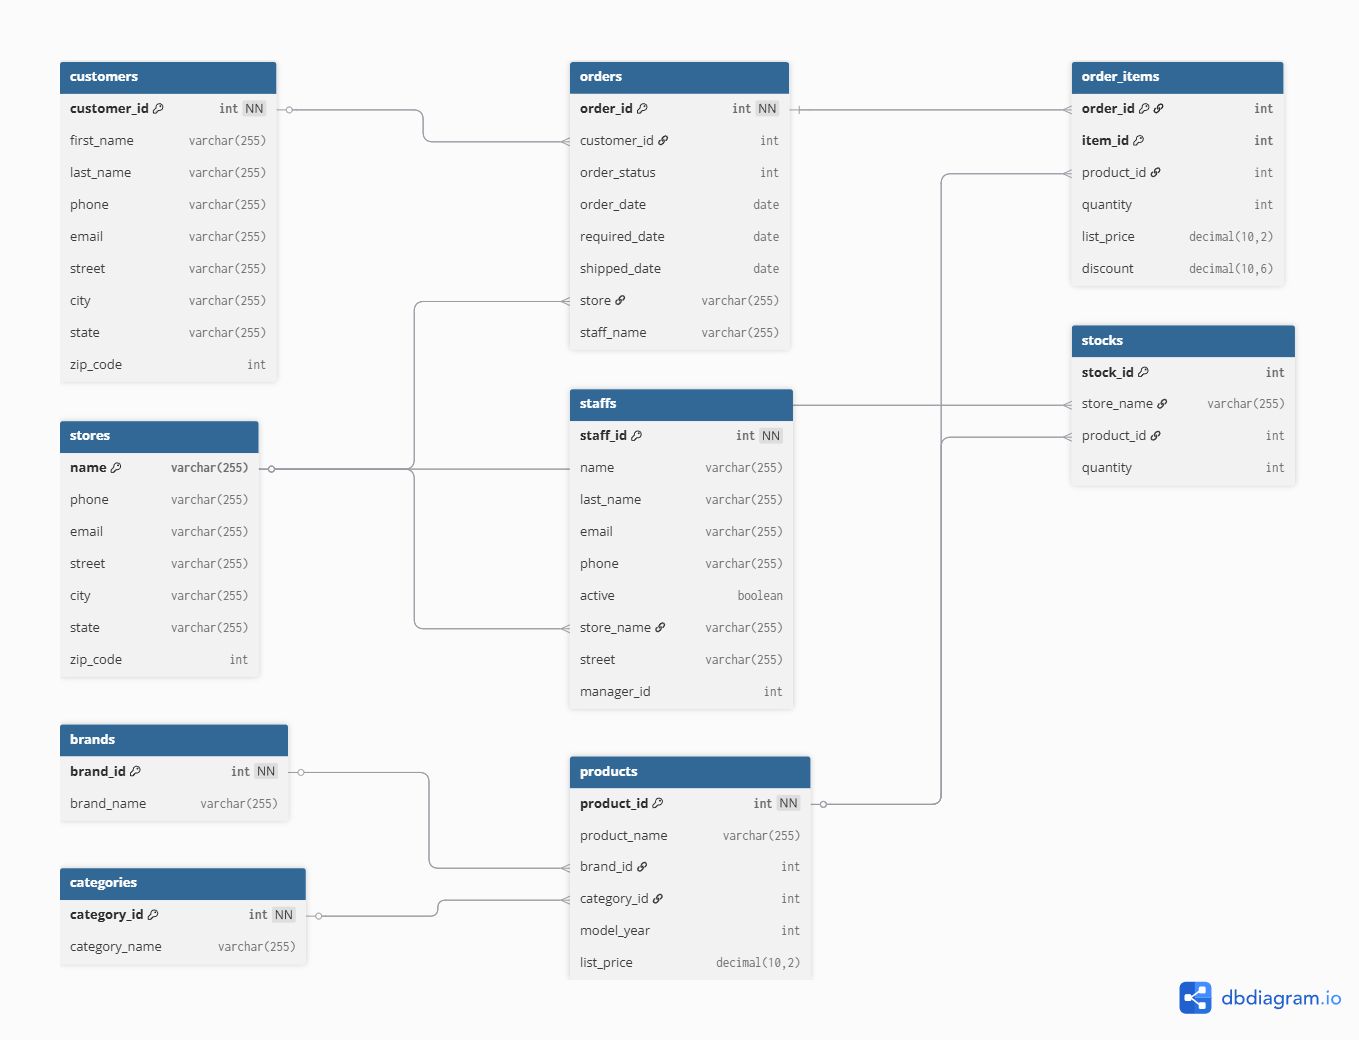 customers
customer_id int NN
first_name varchar(255)
last_name varchar(255)
phone varchar(255)
email varchar(255)
street varchar(255)
city varchar(255)
state varchar(255)
zip_code int
stores
name varchar(255)
phone varchar(255)
email varchar(255)
street varchar(255)
city varchar(255)
state varchar(255)
zip_code int
brands
brand_id int NN
brand_name varchar(255)
categories
category_id int NN
category_name varchar(255)
orders
order_id int NN
customer_id int
order_status int
order_date date
required_date date
shipped_date date
store varchar(255)
staff_name varchar(255)
staffs
staff_id int NN
name varchar(255)
last_name varchar(255)
email varchar(255)
phone varchar(255)
active boolean
store_name varchar(255)
street varchar(255)
manager_id int
products
product_id int NN
product_name varchar(255)
brand_id int
category_id int
model_year int
list_price decimal(10,2)
order_items
order_id int
item_id int
product_id int
quantity int
list_price decimal(10,2)
discount decimal(10,6)
stocks
stock_id int
store_name varchar(255)
product_id int
quantity int
dbdiagram.io